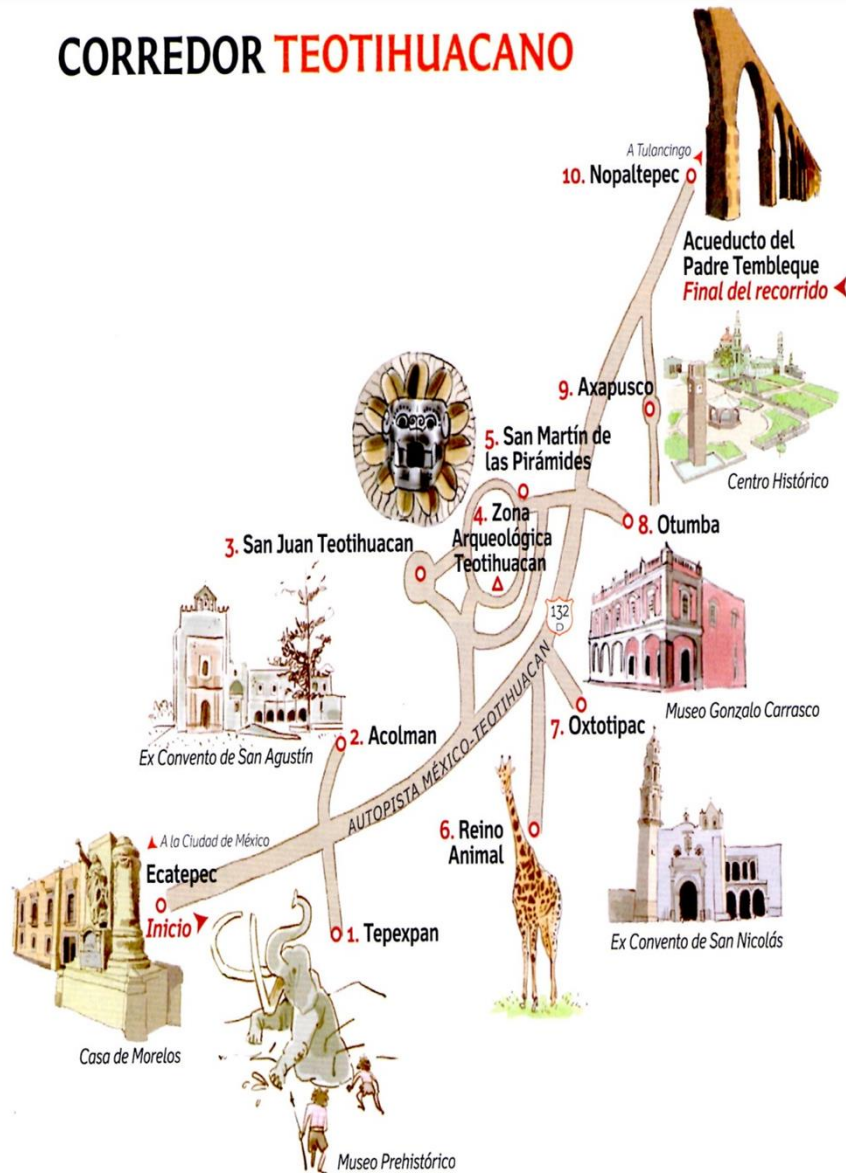 CORREDOR TEOTIHUACANO
A Tulancingo
10. Nopaltepec
Acueducto del
Padre Tembleque
Final del recorrido
9. Axapusco
Centro Histórico
5. San Martín de
las Pirámides
4. Zona
Arqueológica
Teotihuacan
8. Otumba
3. San Juan Teotihuacan
132
D
Museo Gonzalo Carrasco
7. Oxtotipac
2. Acolman
Ex Convento de San Agustín
AUTOPISTA MÉXICO-TEOTIHUACAN
6. Reino
Animal
Ex Convento de San Nicolás
A la Ciudad de México
Ecatepec
Inicio
1. Tepexpan
Casa de Morelos
Museo Prehistórico